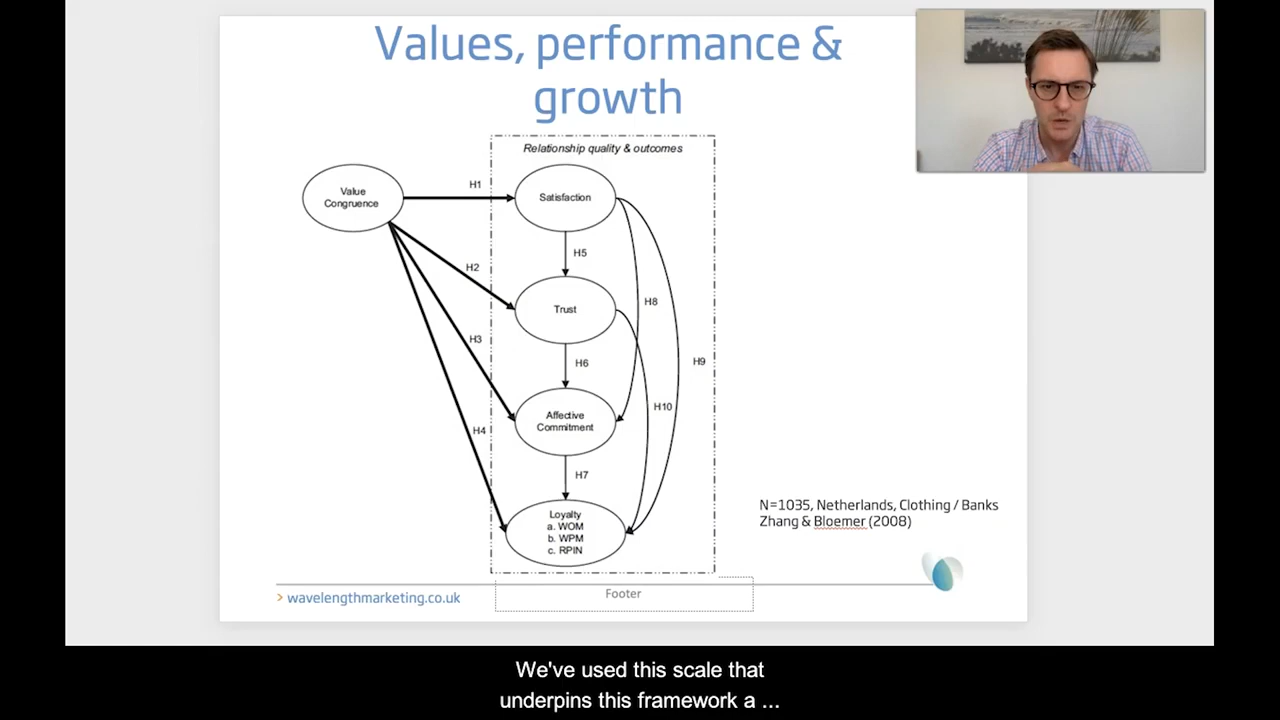 Values, performance &
growth
Relationship quality & outcomes
Value
Congruence
H1
Satisfaction
H5
H2
Trust
H8
H3
H6
H9
Affective
Commitment
H10
H4
H7
Loyalty
a. WOM
b. WPM
c. RPIN
N=1035, Netherlands, Clothing / Banks
Zhang & Bloemer (2008)
> wavelengthmarketing.co.uk
Footer
We've used this scale that
underpins this framework a ...